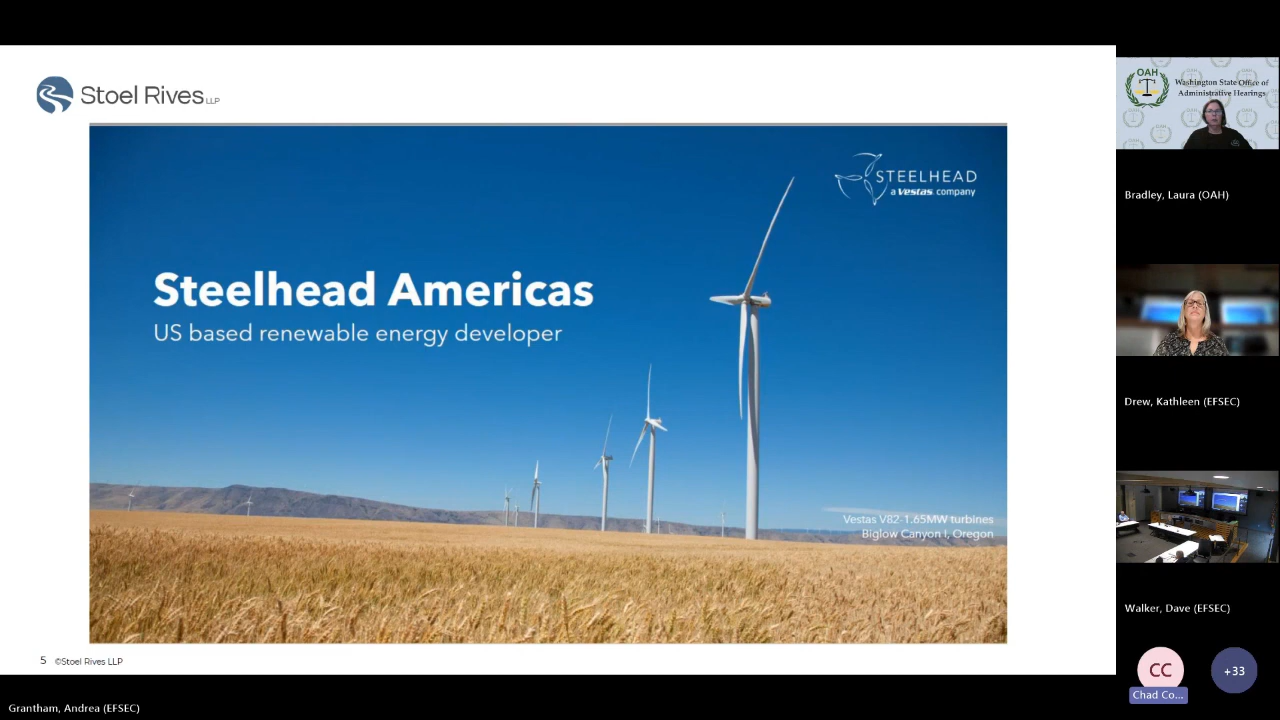 Stoel Rives LLP
STEELHEAD
a Vestas company
Steelhead Americas
US based renewable energy developer
Vestas V82-1.65MW turbines
Biglow Canyon I, Oregon
5 ©Stoel Rives LLP
Grantham, Andrea (EFSEC)
OAH
Washington State Office of
Administrative Hearings
Bradley, Laura (OAH)
Drew, Kathleen (EFSEC)
Walker, Dave (EFSEC)
CC
+33
Chad Co...